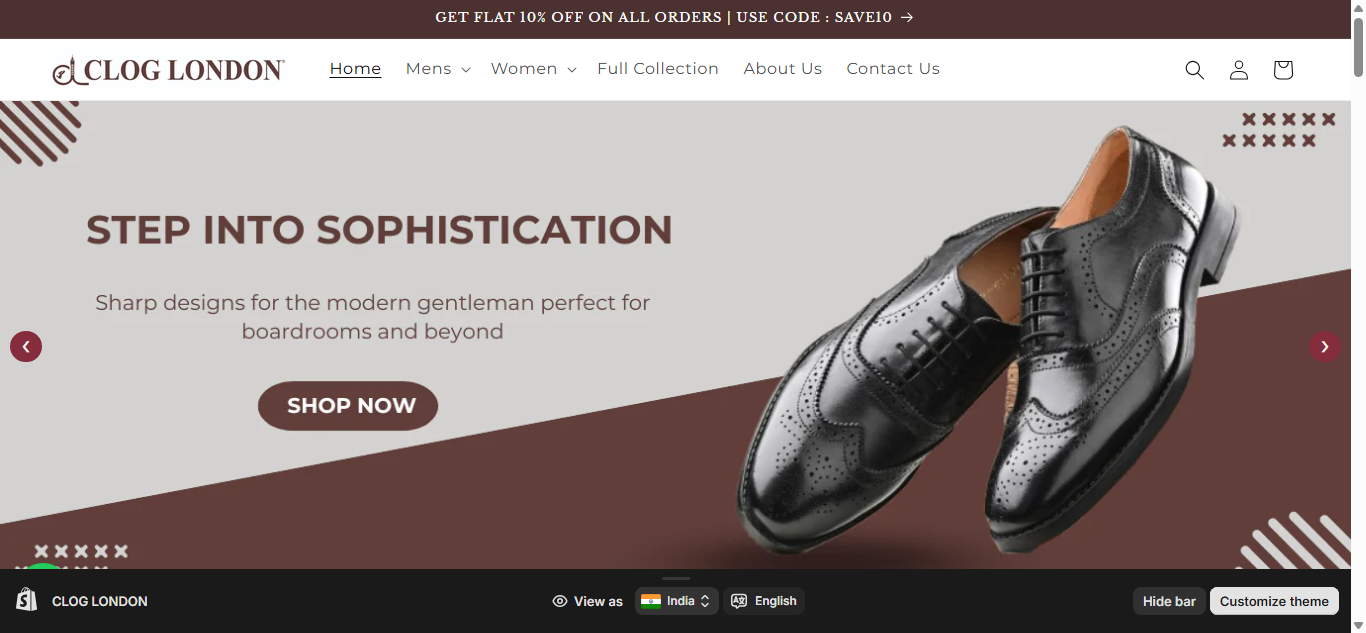 GET FLAT 10% OFF ON ALL ORDERS | USE CODE : SAVE10 →
CLOG LONDON
Home Mens Women Full Collection About Us Contact Us
STEP INTO SOPHISTICATION
Sharp designs for the modern gentleman perfect for
boardrooms and beyond
SHOP NOW
CLOG LONDON View as India English Hide bar Customize theme